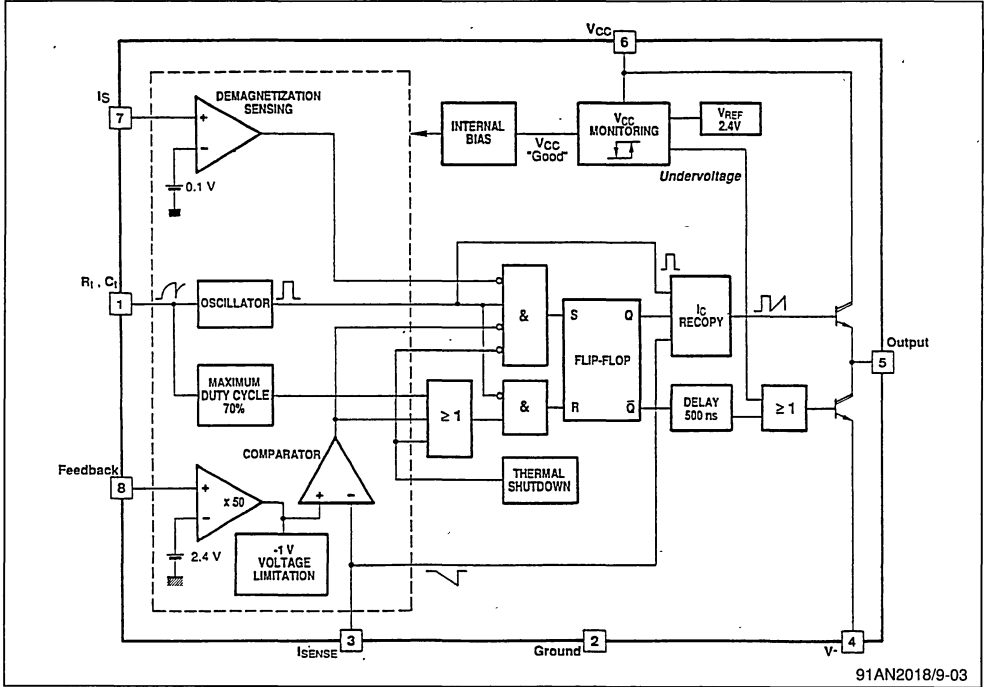 VCC
6
IS
7
DEMAGNETIZATION
SENSING
+
−
0.1 V
INTERNAL
BIAS
VCC
"Good"
VCC
MONITORING
VREF
2.4V
Undervoltage
Rt , Ct
1
OSCILLATOR
&
S
Q
FLIP-FLOP
R
Q̅
IC
RECOPY
Output
5
MAXIMUM
DUTY CYCLE
70%
≥ 1
&
DELAY
500 ns
≥ 1
COMPARATOR
+
−
THERMAL
SHUTDOWN
Feedback
8
+
−
x 50
2.4 V
-1 V
VOLTAGE
LIMITATION
3
ISENSE
Ground
2
V-
4
91AN2018/9-03